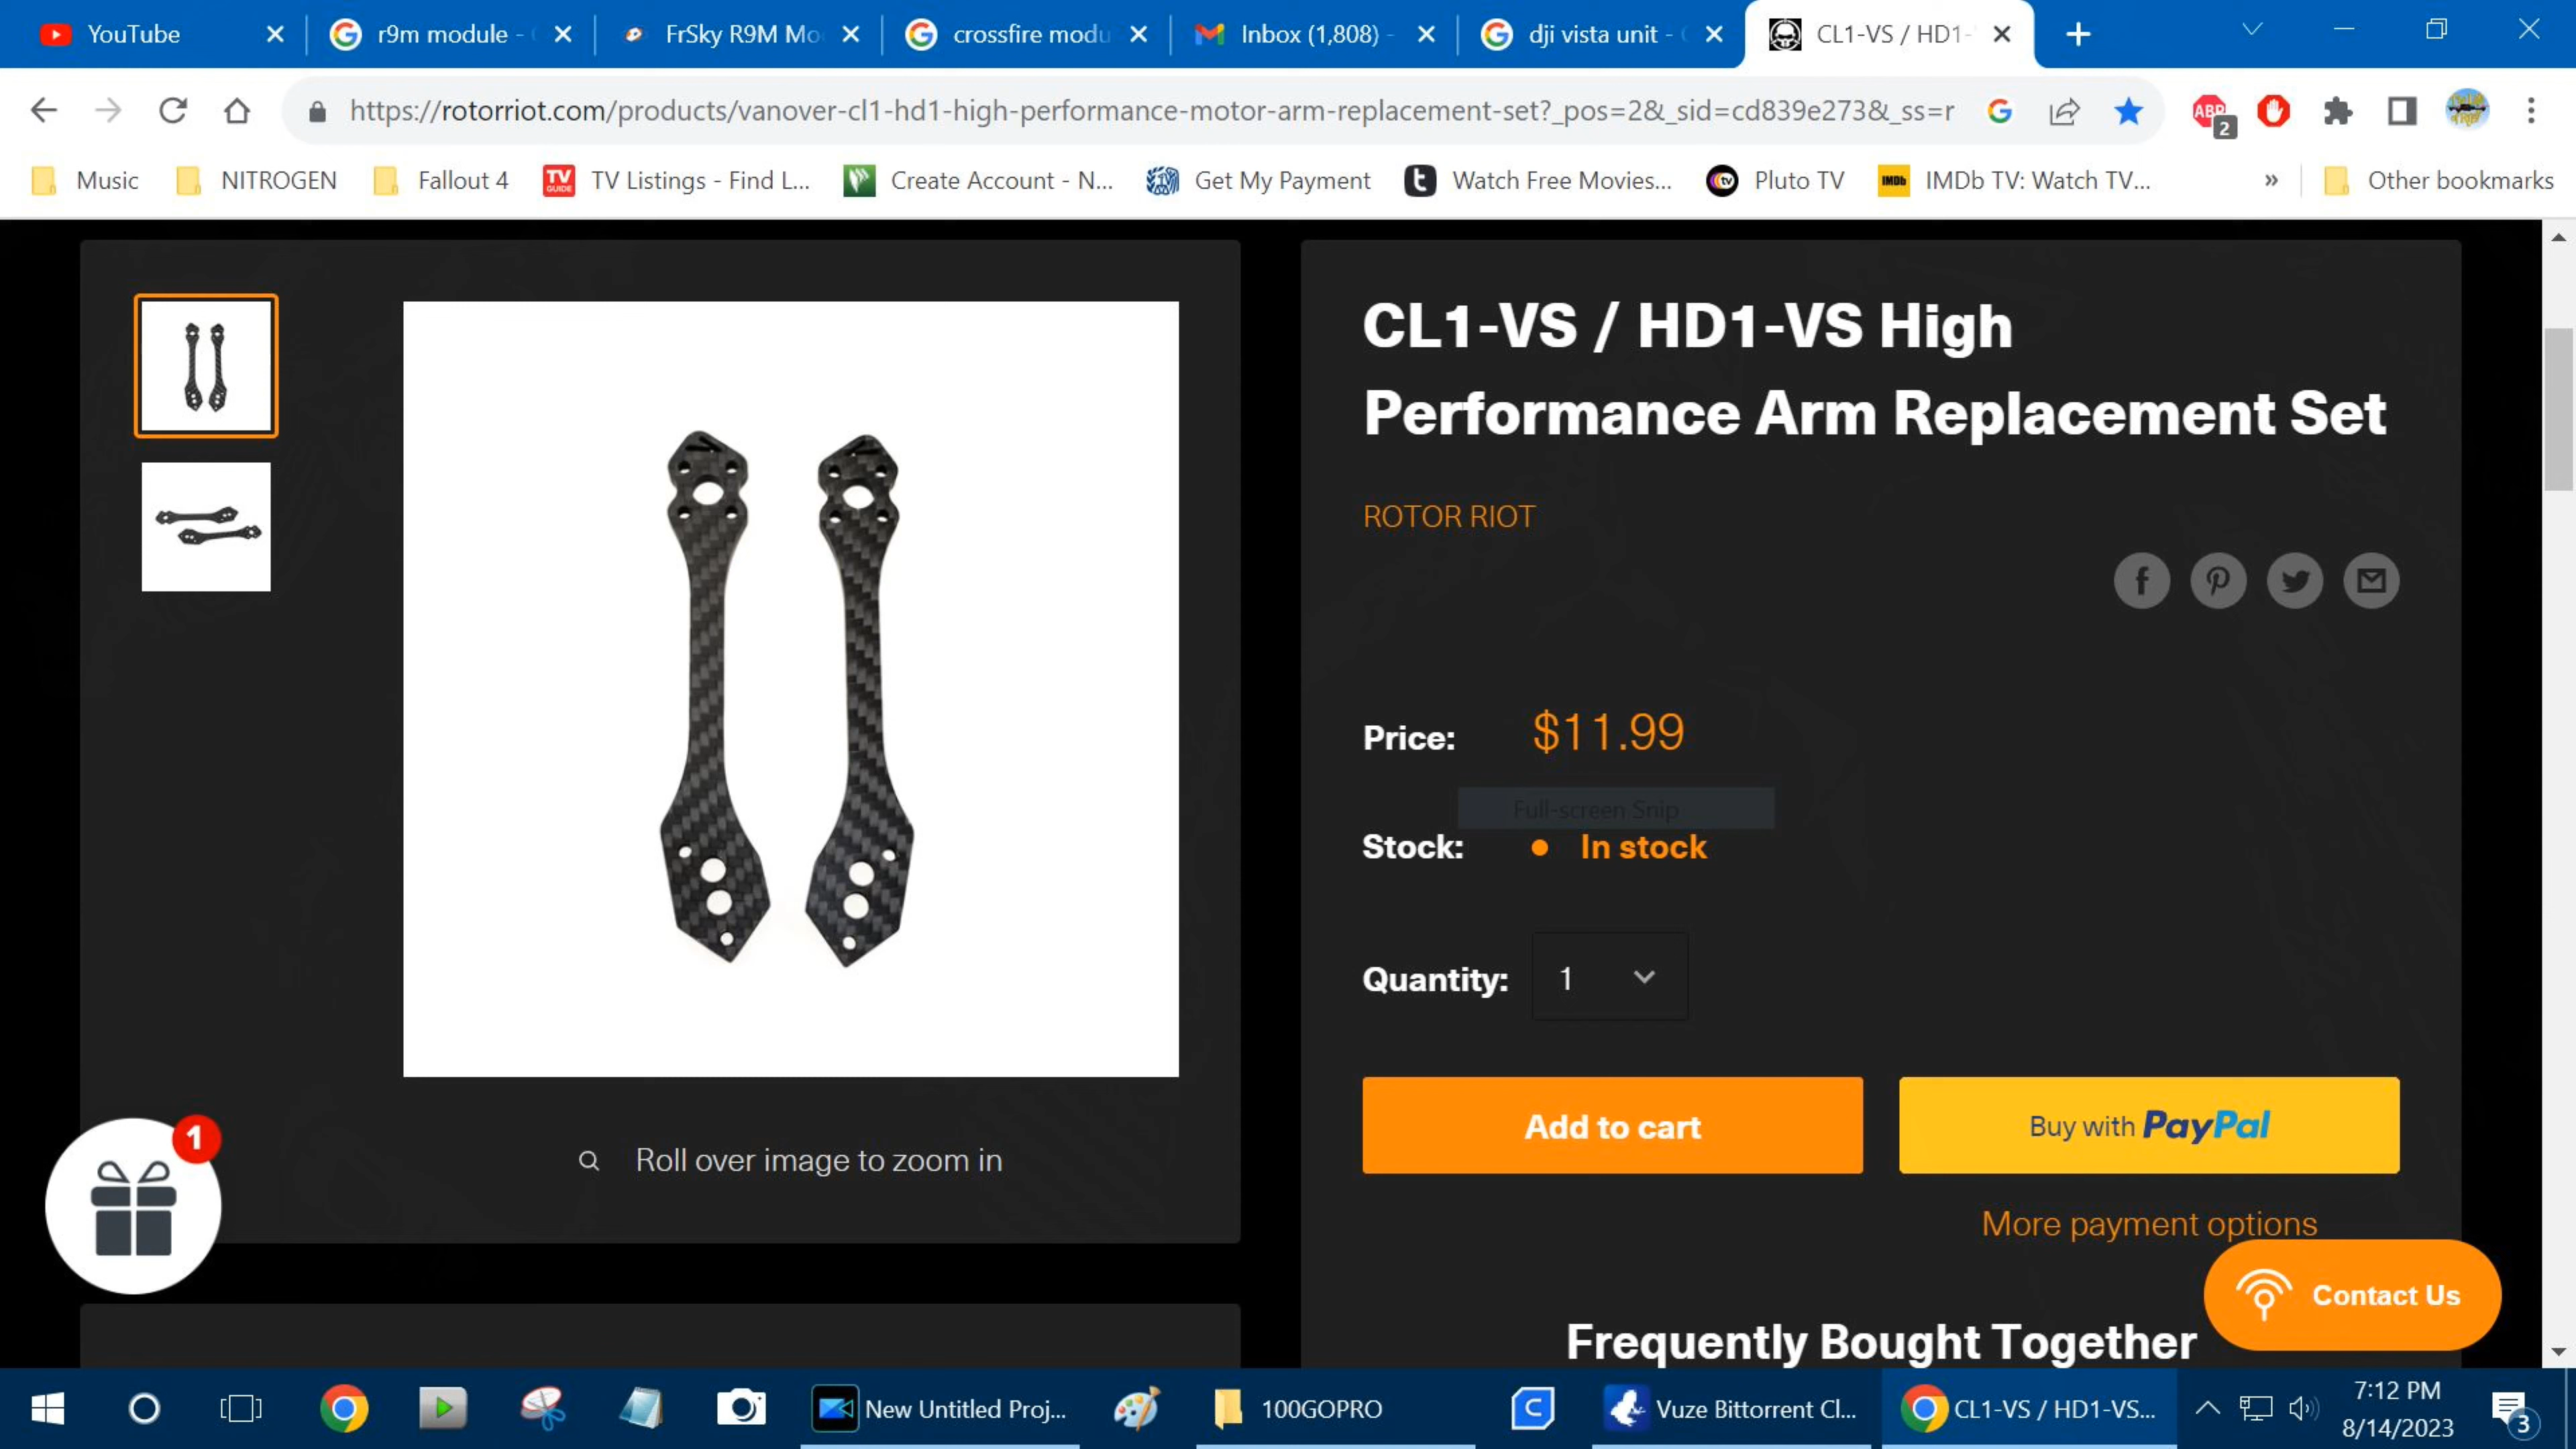 YouTube
r9m module -
FrSky R9M Mo
crossfire modu
Inbox (1,808) -
dji vista unit -
CL1-VS / HD1-
https://rotorriot.com/products/vanover-cl1-hd1-high-performance-motor-arm-replacement-set?_pos=2&_sid=cd839e273&_ss=r
ABP
2
Music
NITROGEN
Fallout 4
TV GUIDE
TV Listings - Find L...
Create Account - N...
Get My Payment
Watch Free Movies...
tv
Pluto TV
IMDb
IMDb TV: Watch TV...
»
Other bookmarks
CL1-VS / HD1-VS High
Performance Arm Replacement Set
ROTOR RIOT
Price: $11.99
Full-screen Snip
Stock: • In stock
Quantity: 1
Add to cart
Buy with PayPal
More payment options
Roll over image to zoom in
1
Contact Us
Frequently Bought Together
New Untitled Proj...
100GOPRO
Vuze Bittorrent Cl...
CL1-VS / HD1-VS...
7:12 PM
8/14/2023
3